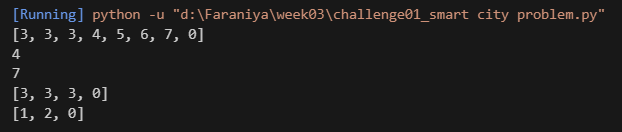 [Running] python -u "d:\Faraniya\week03\challenge01_smart city problem.py"
[3, 3, 3, 4, 5, 6, 7, 0]
4
7
[3, 3, 3, 0]
[1, 2, 0]